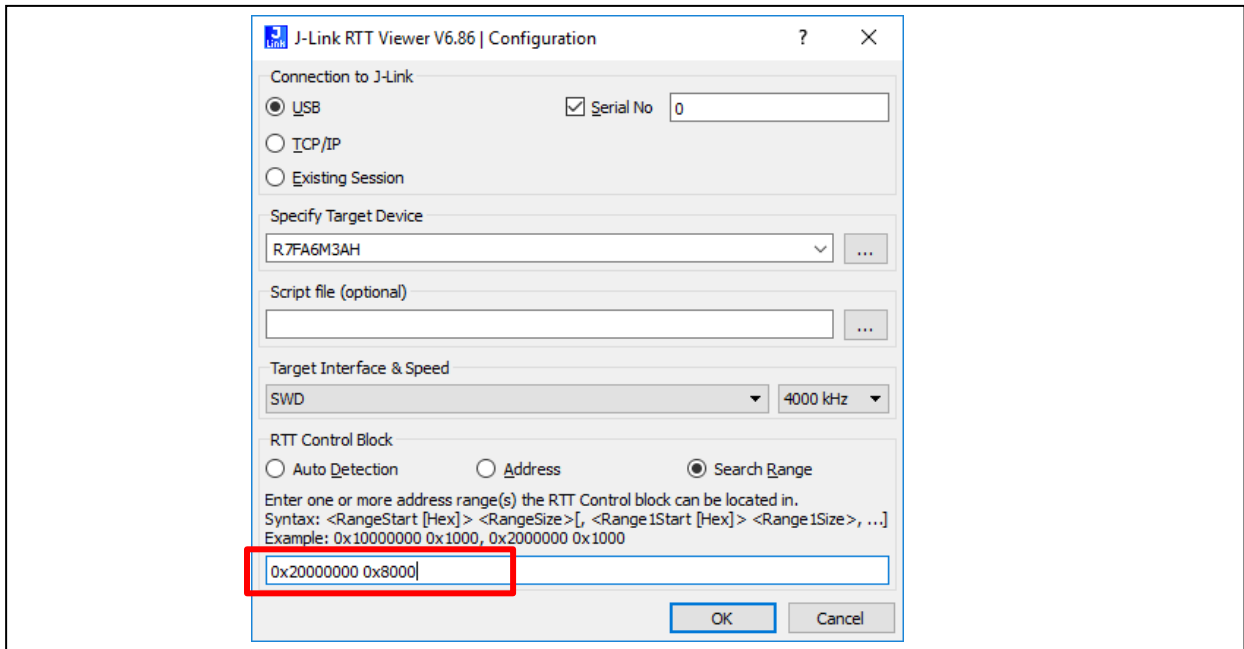 J-Link RTT Viewer V6.86 | Configuration ? ×
Connection to J-Link
USB Serial No 0
TCP/IP
Existing Session
Specify Target Device
R7FA6M3AH ...
Script file (optional)
...
Target Interface & Speed
SWD 4000 kHz
RTT Control Block
Auto Detection Address Search Range
Enter one or more address range(s) the RTT Control block can be located in.
Syntax: <RangeStart [Hex]> <RangeSize>[, <Range1Start [Hex]> <Range1Size>, ...]
Example: 0x10000000 0x1000, 0x2000000 0x1000
0x20000000 0x8000
OK Cancel